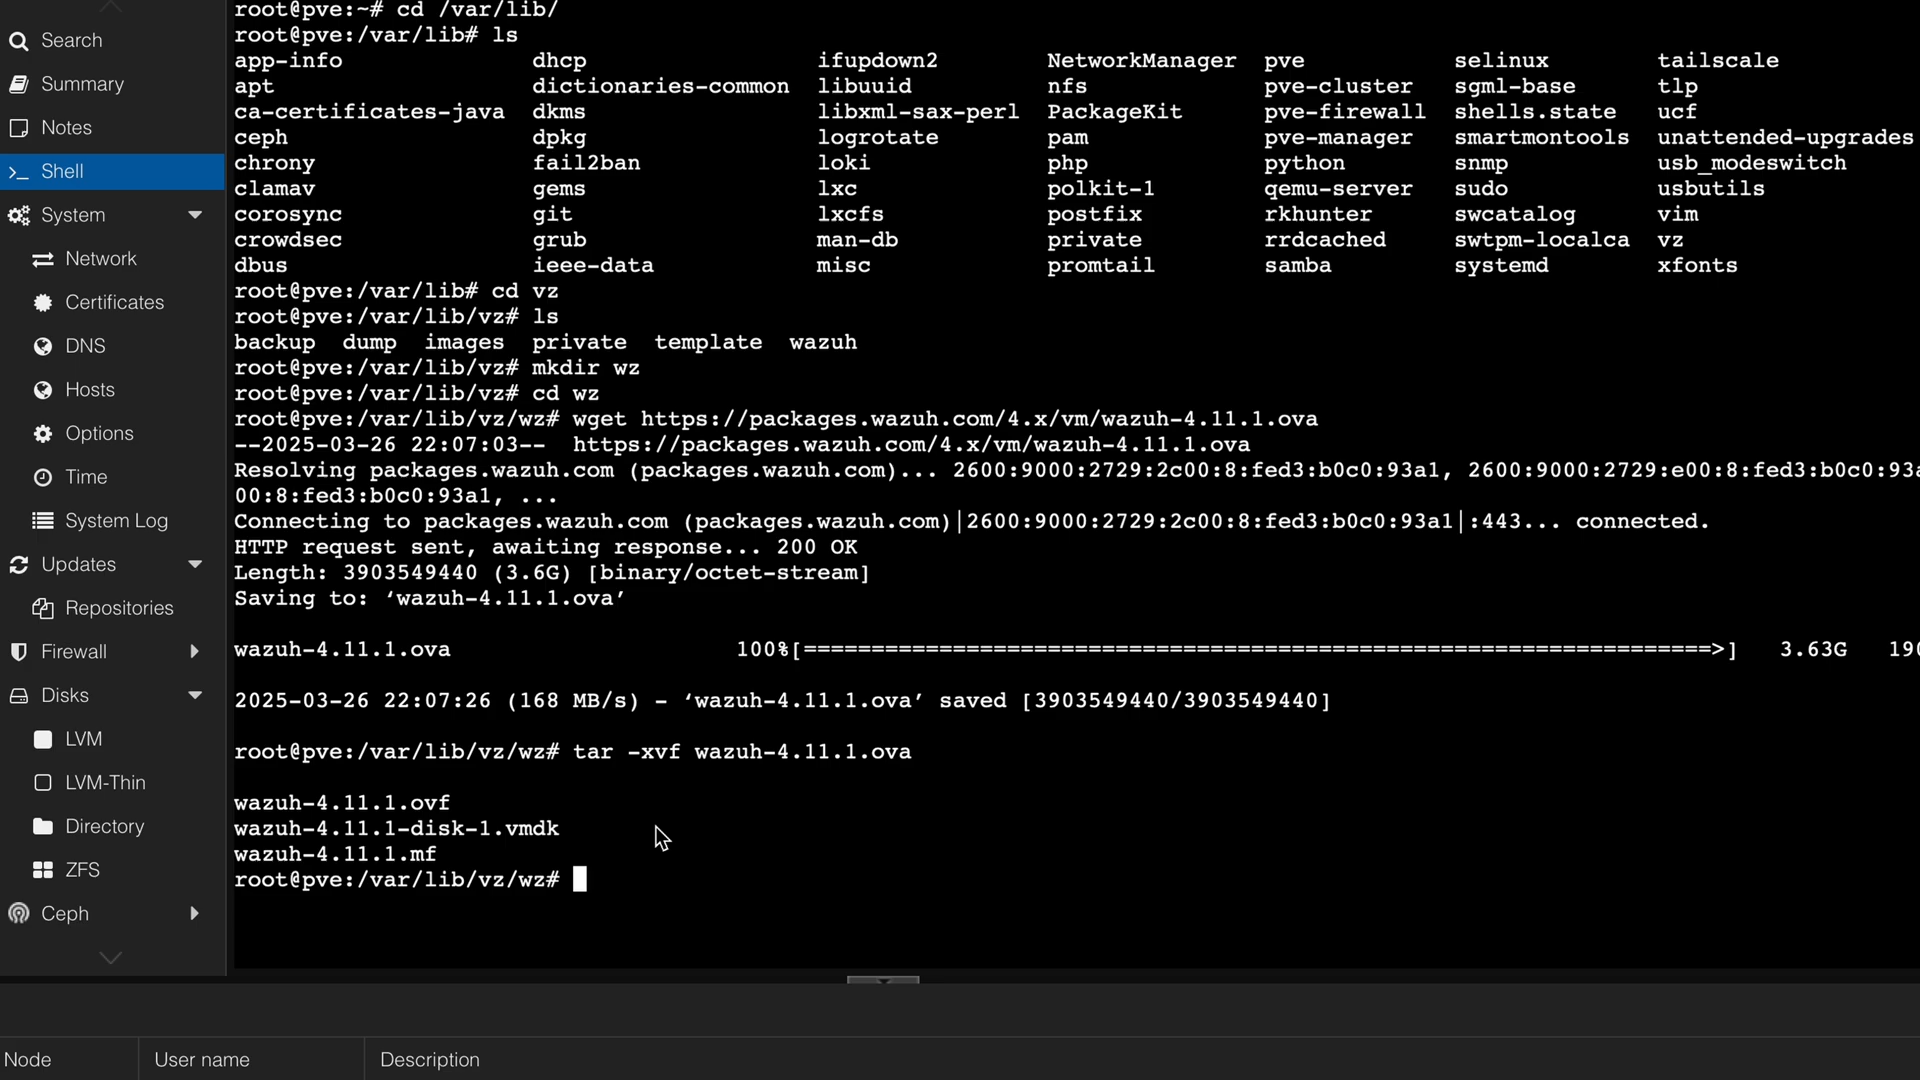 Search
Summary
Notes
Shell
System
Network
Certificates
DNS
Hosts
Options
Time
System Log
Updates
Repositories
Firewall
Disks
LVM
LVM-Thin
Directory
ZFS
Ceph
root@pve:~# cd /var/lib/
root@pve:/var/lib# ls
app-info dhcp ifupdown2 NetworkManager pve selinux tailscale
apt dictionaries-common libuuid nfs pve-cluster sgml-base tlp
ca-certificates-java dkms libxml-sax-perl PackageKit pve-firewall shells.state ucf
ceph dpkg logrotate pam pve-manager smartmontools unattended-upgrades
chrony fail2ban loki php python snmp usb_modeswitch
clamav gems lxc polkit-1 qemu-server sudo usbutils
corosync git lxcfs postfix rkhunter swcatalog vim
crowdsec grub man-db private rrdcached swtpm-localca vz
dbus ieee-data misc promtail samba systemd xfonts
root@pve:/var/lib# cd vz
root@pve:/var/lib/vz# ls
backup dump images private template wazuh
root@pve:/var/lib/vz# mkdir wz
root@pve:/var/lib/vz# cd wz
root@pve:/var/lib/vz/wz# wget https://packages.wazuh.com/4.x/vm/wazuh-4.11.1.ova
--2025-03-26 22:07:03-- https://packages.wazuh.com/4.x/vm/wazuh-4.11.1.ova
Resolving packages.wazuh.com (packages.wazuh.com)... 2600:9000:2729:2c00:8:fed3:b0c0:93a1, 2600:9000:2729:e00:8:fed3:b0c0:93a
00:8:fed3:b0c0:93a1, ...
Connecting to packages.wazuh.com (packages.wazuh.com)|2600:9000:2729:2c00:8:fed3:b0c0:93a1|:443... connected.
HTTP request sent, awaiting response... 200 OK
Length: 3903549440 (3.6G) [binary/octet-stream]
Saving to: ‘wazuh-4.11.1.ova’
wazuh-4.11.1.ova 100%[===================================================================>] 3.63G 190
2025-03-26 22:07:26 (168 MB/s) - ‘wazuh-4.11.1.ova’ saved [3903549440/3903549440]
root@pve:/var/lib/vz/wz# tar -xvf wazuh-4.11.1.ova
wazuh-4.11.1.ovf
wazuh-4.11.1-disk-1.vmdk
wazuh-4.11.1.mf
root@pve:/var/lib/vz/wz#
Node User name Description